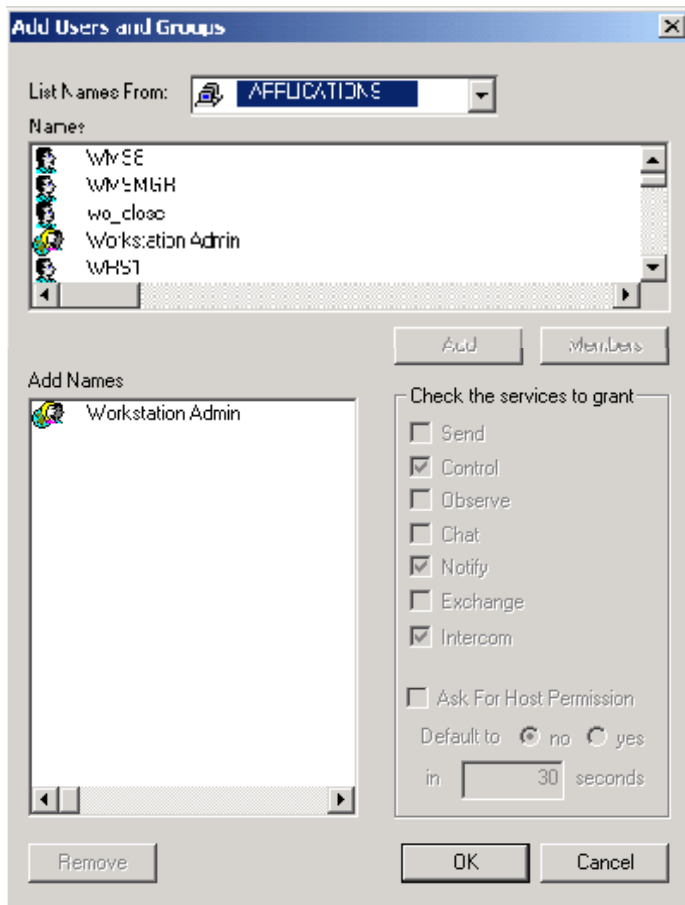 Add Users and Groups
List Names From: APPLICATIONS
Names
WMSMGR
wo_close
Workstation Admin
Add Members
Add Names
Workstation Admin
Check the services to grant
Send
Control
Observe
Chat
Notify
Exchange
Intercom
Ask For Host Permission
Default to no yes
in 30 seconds
Remove OK Cancel